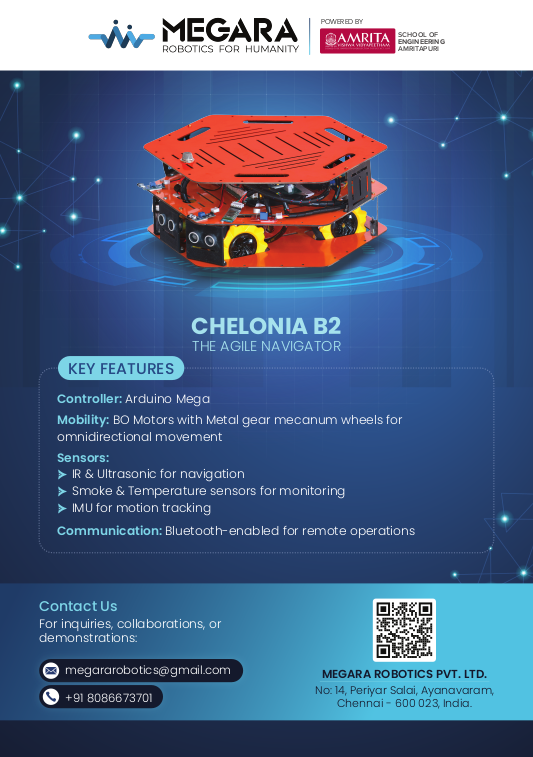 MEGARA
ROBOTICS FOR HUMANITY
POWERED BY
AMRITA
VISHWA VIDYAPEETHAM
SCHOOL OF
ENGINEERING
AMRITAPURI
CHELONIA B2
THE AGILE NAVIGATOR
KEY FEATURES
Controller: Arduino Mega
Mobility: BO Motors with Metal gear mecanum wheels for
omnidirectional movement
Sensors:
➤ IR & Ultrasonic for navigation
➤ Smoke & Temperature sensors for monitoring
➤ IMU for motion tracking
Communication: Bluetooth-enabled for remote operations
Contact Us
For inquiries, collaborations, or
demonstrations:
megararobotics@gmail.com
+91 8086673701
MEGARA ROBOTICS PVT. LTD.
No: 14, Periyar Salai, Ayanavaram,
Chennai - 600 023, India.